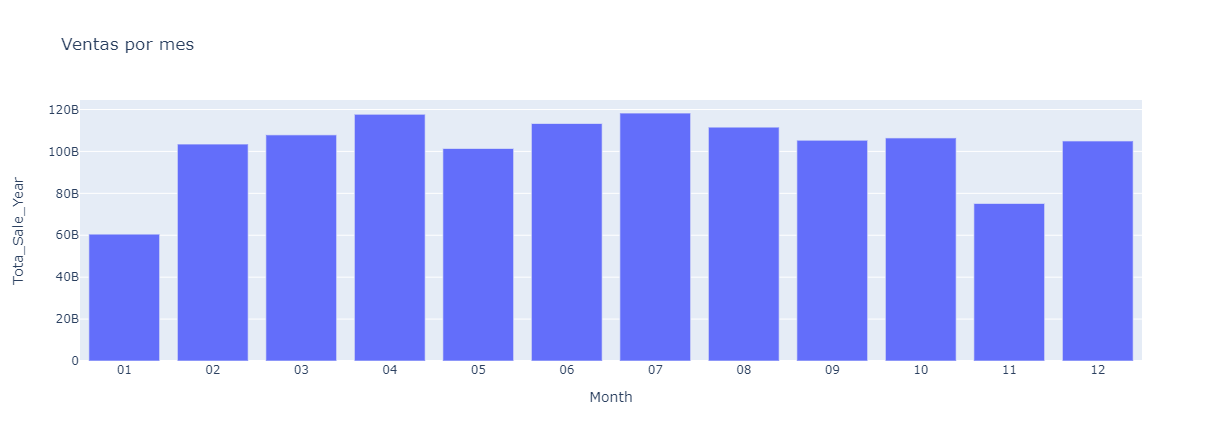 Ventas por mes
120B
100B
80B
60B
40B
20B
0
Tota_Sale_Year
01 02 03 04 05 06 07 08 09 10 11 12
Month